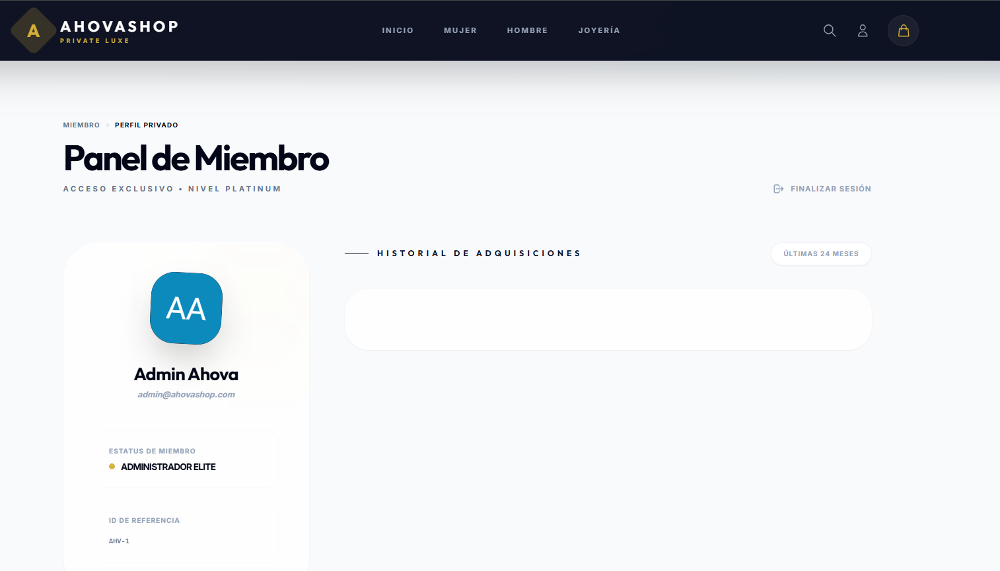 A
AHOVASHOP
PRIVATE LUXE
INICIO
MUJER
HOMBRE
JOYERÍA
MIEMBRO • PERFIL PRIVADO
Panel de Miembro
ACCESO EXCLUSIVO • NIVEL PLATINUM
FINALIZAR SESIÓN
AA
Admin Ahova
admin@ahovashop.com
ESTATUS DE MIEMBRO
ADMINISTRADOR ELITE
ID DE REFERENCIA
AHV-1
HISTORIAL DE ADQUISICIONES
ÚLTIMAS 24 MESES